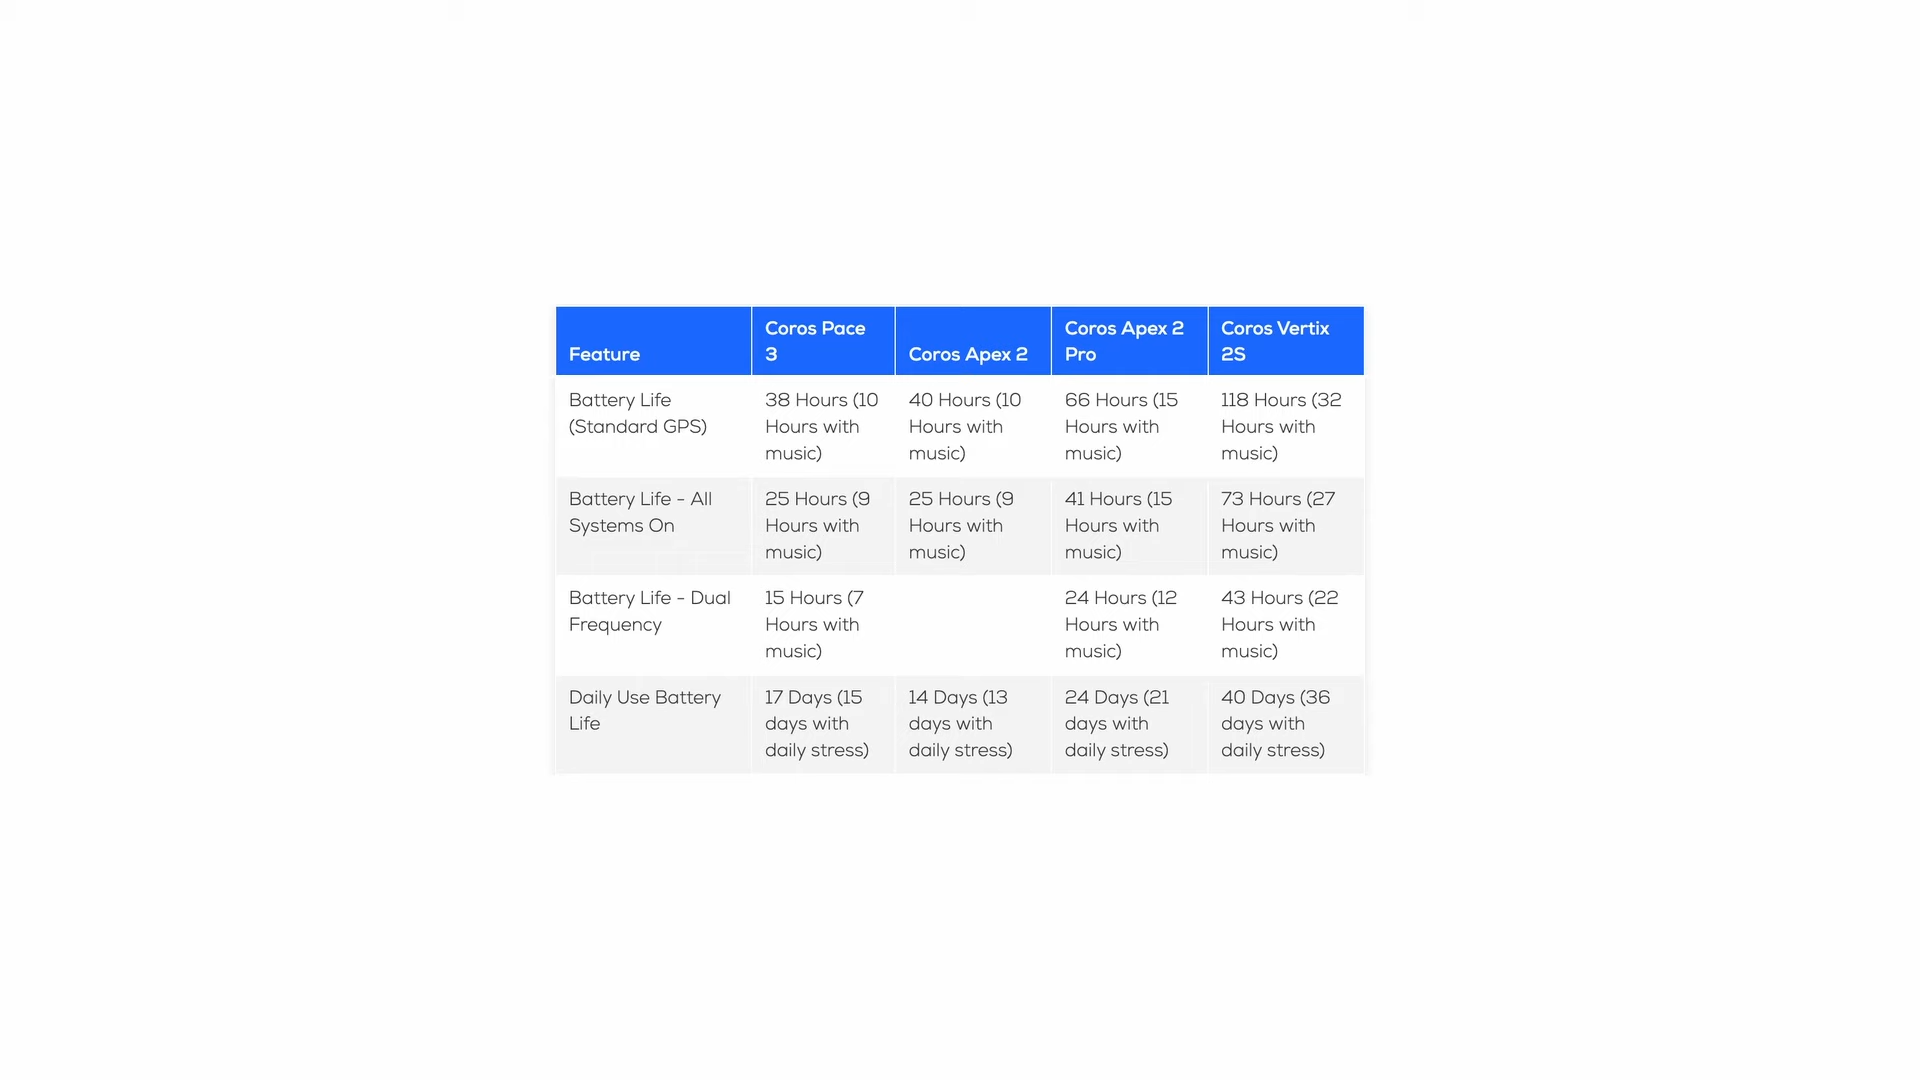 Feature
Coros Pace
3
Coros Apex 2
Coros Apex 2
Pro
Coros Vertix
2S
Battery Life
(Standard GPS)
38 Hours (10
Hours with
music)
40 Hours (10
Hours with
music)
66 Hours (15
Hours with
music)
118 Hours (32
Hours with
music)
Battery Life - All
Systems On
25 Hours (9
Hours with
music)
25 Hours (9
Hours with
music)
41 Hours (15
Hours with
music)
73 Hours (27
Hours with
music)
Battery Life - Dual
Frequency
15 Hours (7
Hours with
music)
24 Hours (12
Hours with
music)
43 Hours (22
Hours with
music)
Daily Use Battery
Life
17 Days (15
days with
daily stress)
14 Days (13
days with
daily stress)
24 Days (21
days with
daily stress)
40 Days (36
days with
daily stress)